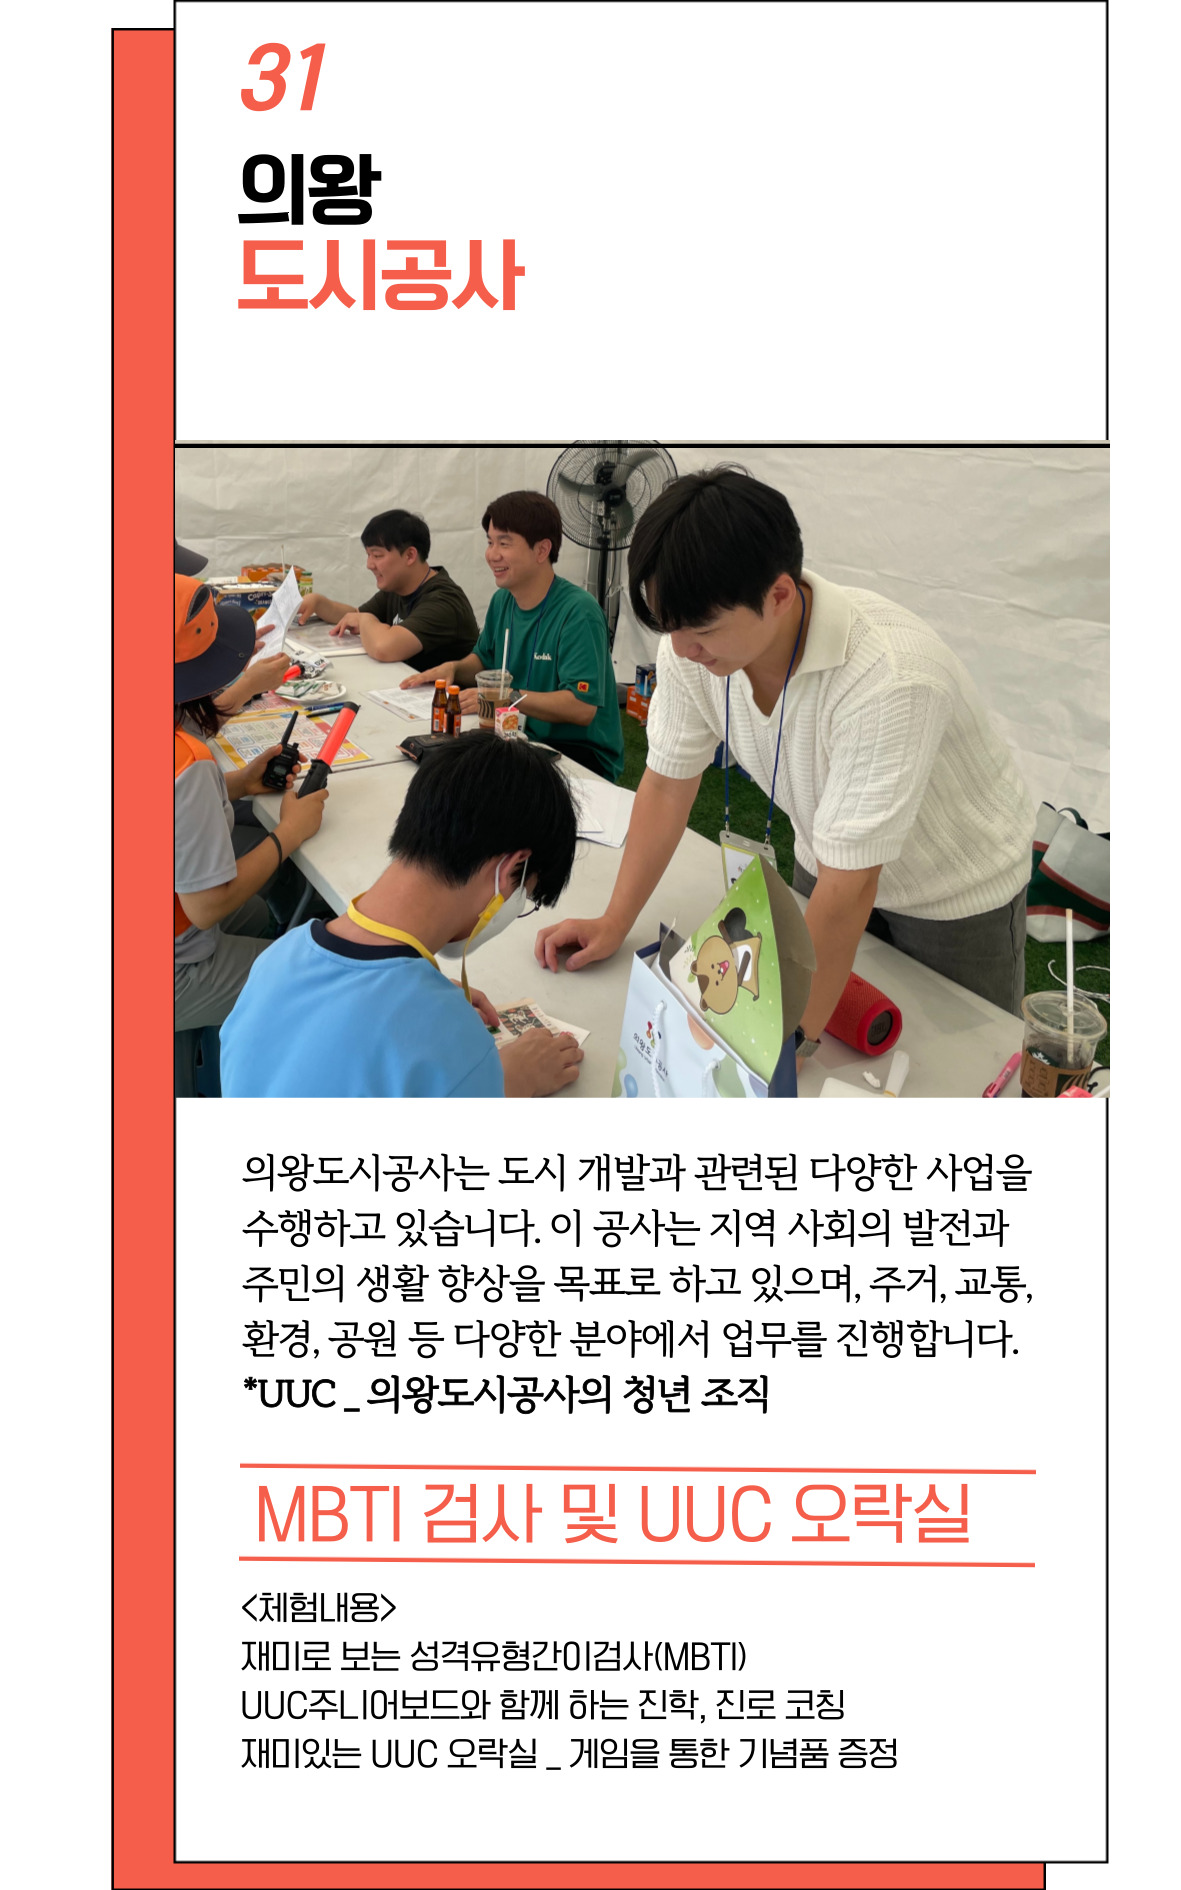 31
의왕
도시공사
의왕도시공사
의왕도시공사는 도시 개발과 관련된 다양한 사업을
수행하고 있습니다. 이 공사는 지역 사회의 발전과
주민의 생활 향상을 목표로 하고 있으며, 주거, 교통,
환경, 공원 등 다양한 분야에서 업무를 진행합니다.
*UUC _ 의왕도시공사의 청년 조직
MBTI 검사 및 UUC 오락실
<체험내용>
재미로 보는 성격유형간이검사(MBTI)
UUC주니어보드와 함께 하는 진학, 진로 코칭
재미있는 UUC 오락실 _ 게임을 통한 기념품 증정